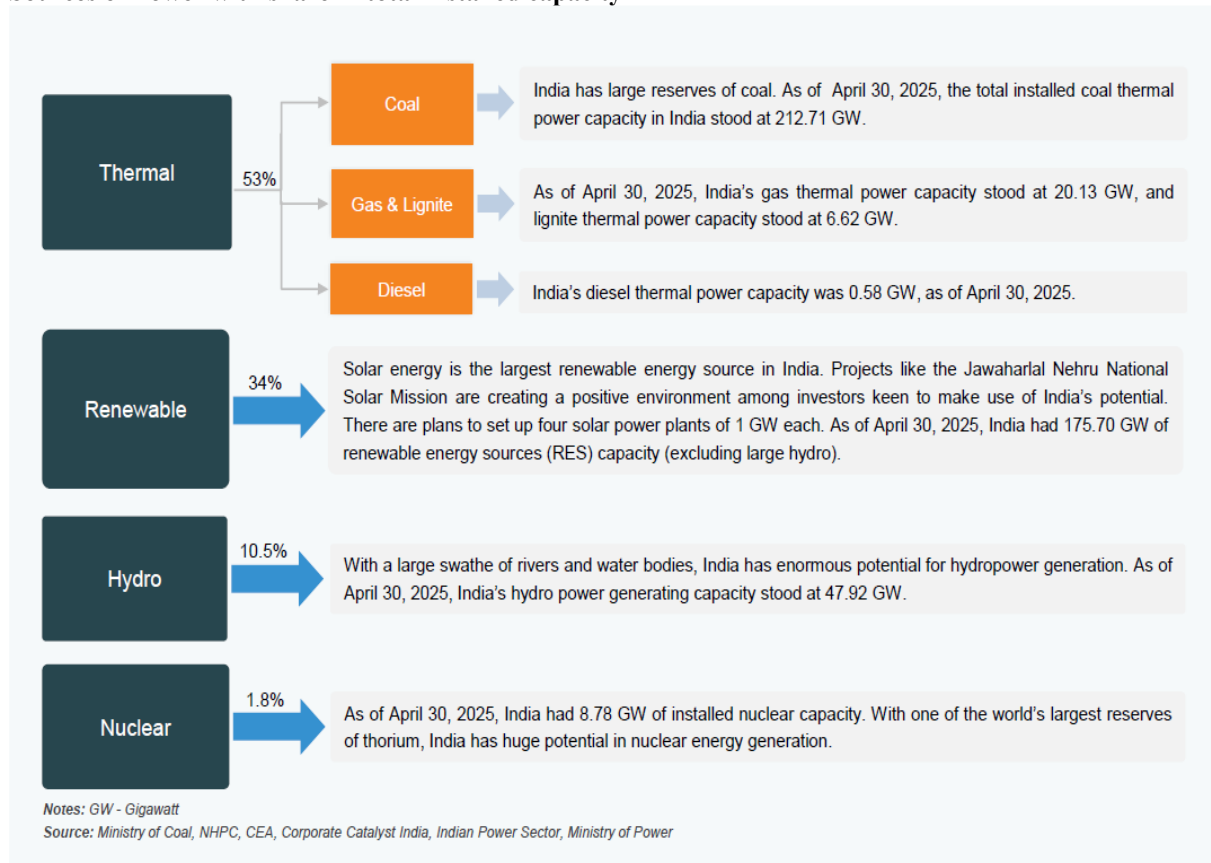 Sources of Power with share in total installed capacity
Thermal
53%
Coal
India has large reserves of coal. As of April 30, 2025, the total installed coal thermal
power capacity in India stood at 212.71 GW.
Gas & Lignite
As of April 30, 2025, India's gas thermal power capacity stood at 20.13 GW, and
lignite thermal power capacity stood at 6.62 GW.
Diesel
India's diesel thermal power capacity was 0.58 GW, as of April 30, 2025.
Renewable
34%
Solar energy is the largest renewable energy source in India. Projects like the Jawaharlal Nehru National
Solar Mission are creating a positive environment among investors keen to make use of India's potential.
There are plans to set up four solar power plants of 1 GW each. As of April 30, 2025, India had 175.70 GW of
renewable energy sources (RES) capacity (excluding large hydro).
Hydro
10.5%
With a large swathe of rivers and water bodies, India has enormous potential for hydropower generation. As of
April 30, 2025, India's hydro power generating capacity stood at 47.92 GW.
Nuclear
1.8%
As of April 30, 2025, India had 8.78 GW of installed nuclear capacity. With one of the world's largest reserves
of thorium, India has huge potential in nuclear energy generation.
Notes: GW - Gigawatt
Source: Ministry of Coal, NHPC, CEA, Corporate Catalyst India, Indian Power Sector, Ministry of Power